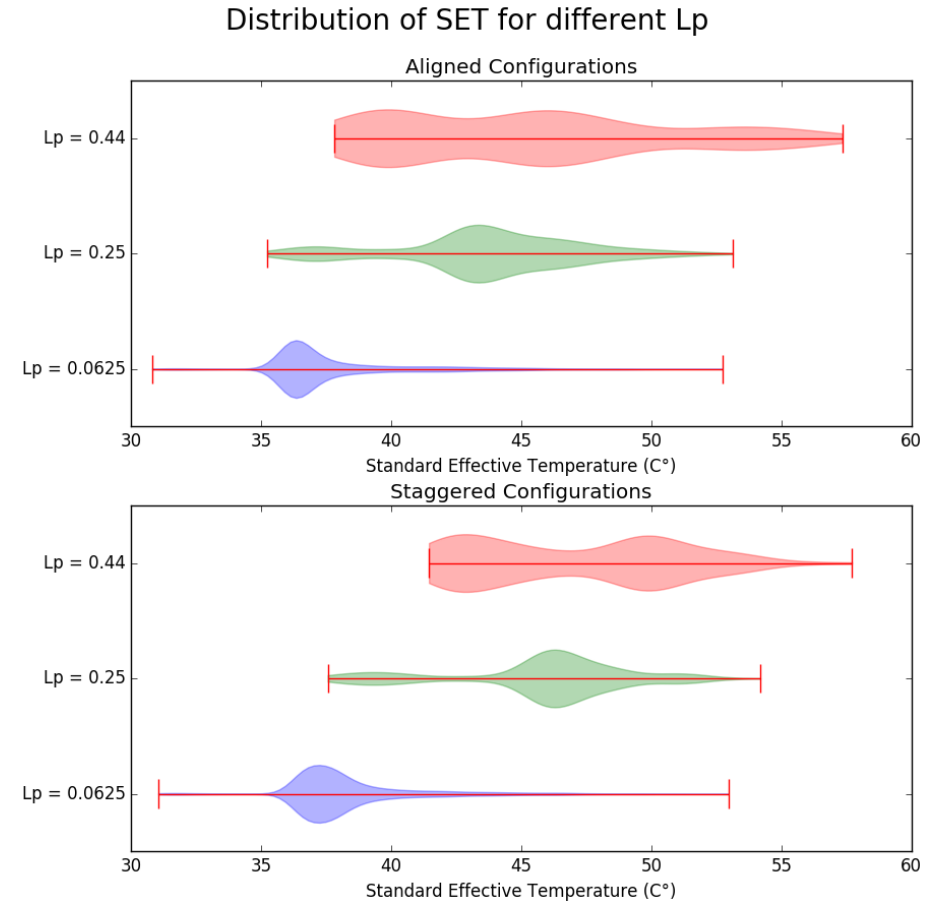 Distribution of SET for different Lp
Aligned Configurations
Lp = 0.44
Lp = 0.25
Lp = 0.0625
30 35 40 45 50 55 60
Standard Effective Temperature (C°)
Staggered Configurations
Lp = 0.44
Lp = 0.25
Lp = 0.0625
30 35 40 45 50 55 60
Standard Effective Temperature (C°)